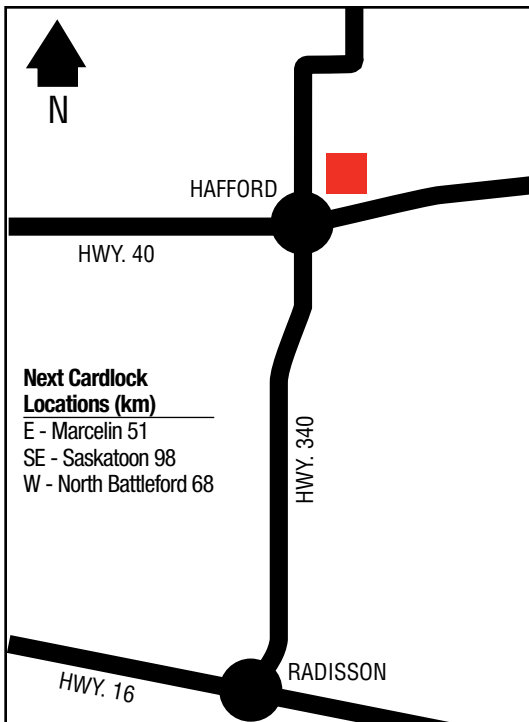 N
HAFFORD
HWY. 40
Next Cardlock
Locations (km)
E - Marcelin 51
SE - Saskatoon 98
W - North Battleford 68
HWY. 340
RADISSON
HWY. 16